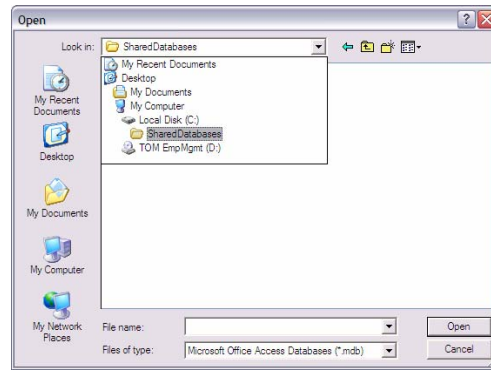 Open
Look in: SharedDatabases
My Recent Documents
Desktop
My Documents
My Computer
Local Disk (C:)
SharedDatabases
TOM EmpMgmt (D:)
My Recent
Documents
Desktop
My Documents
My Computer
My Network
Places
File name:
Open
Files of type: Microsoft Office Access Databases (*.mdb)
Cancel